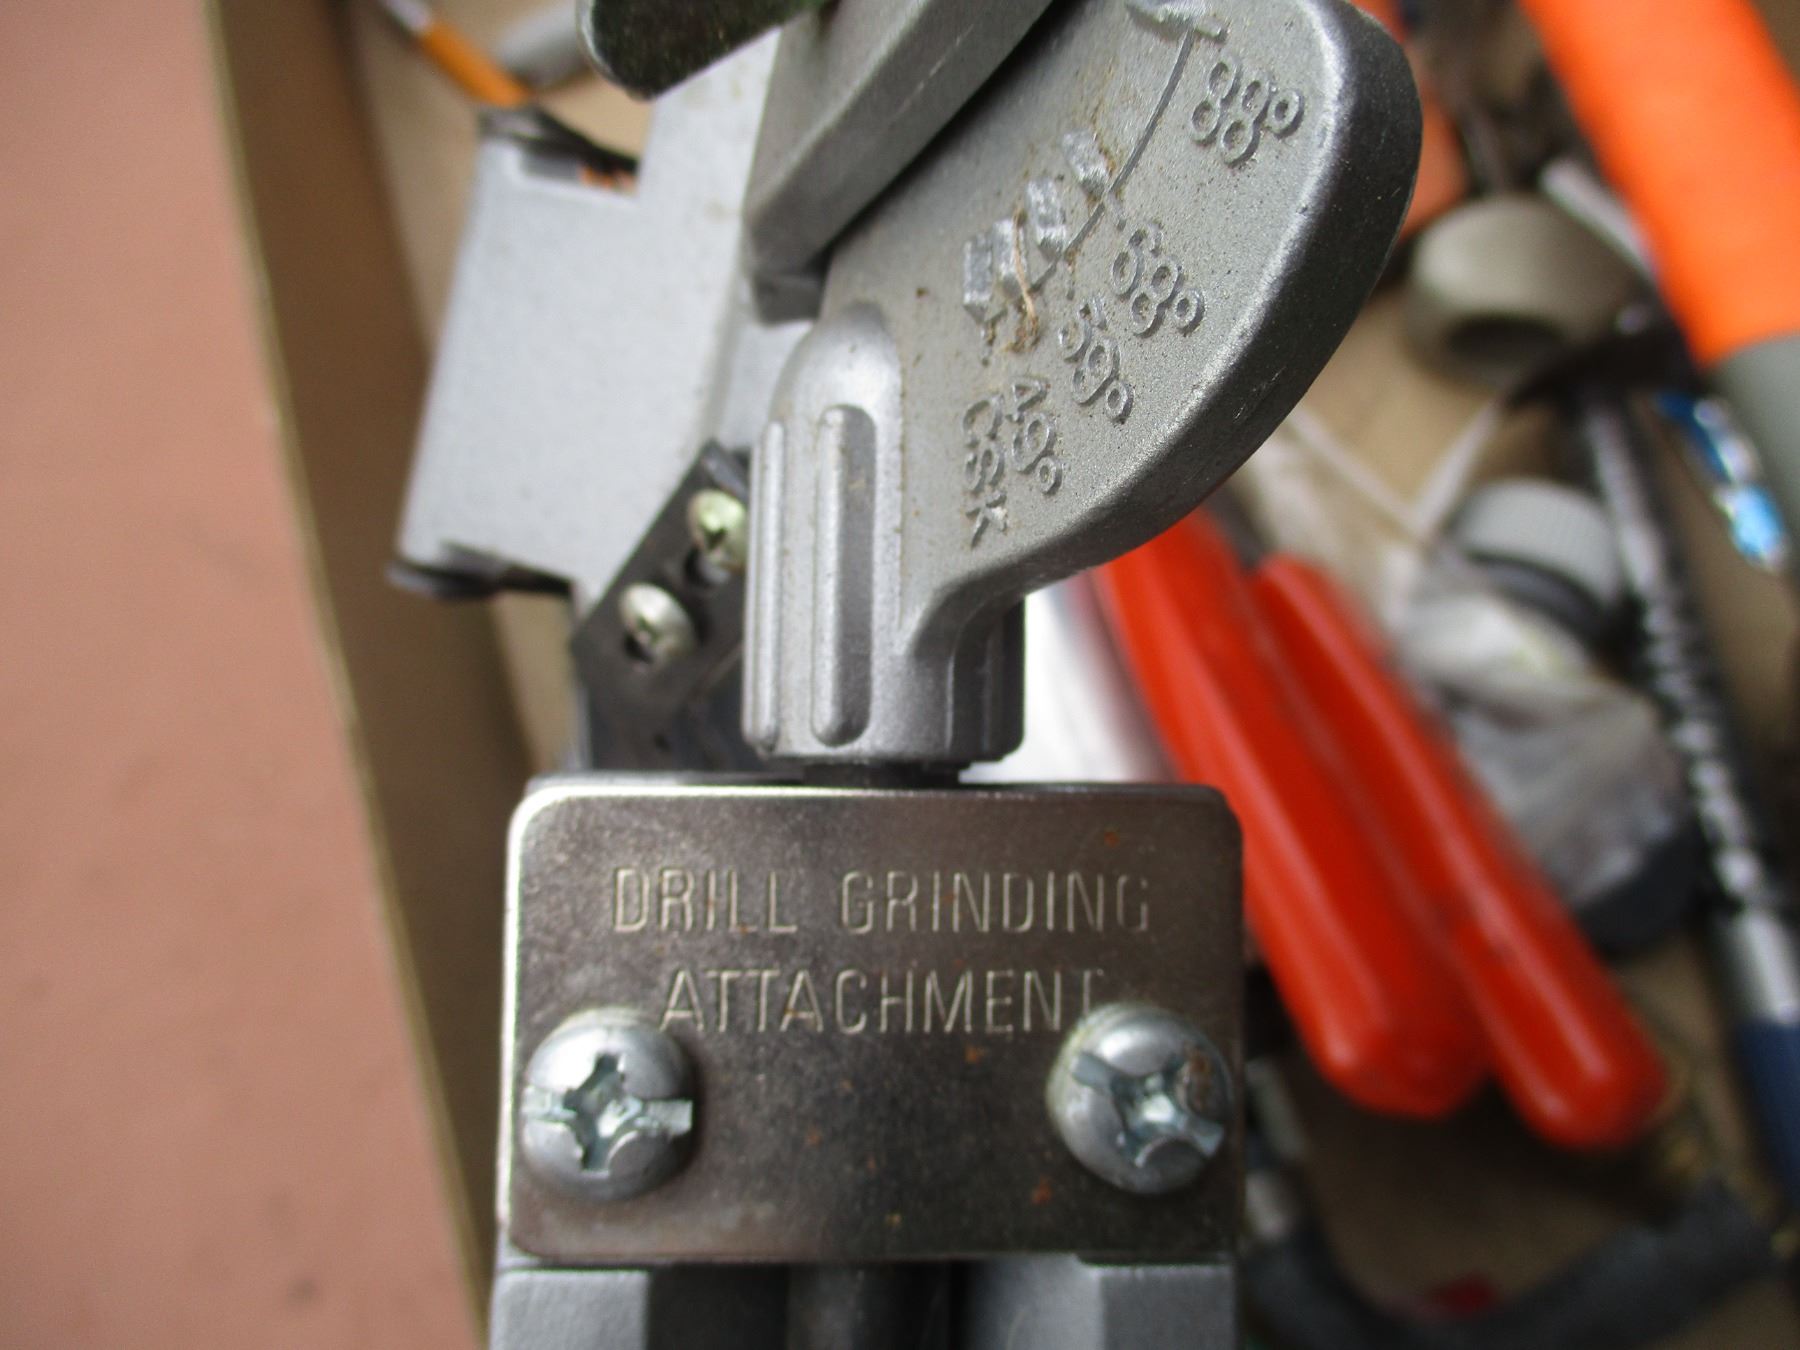 88°
68°
59°
49°
CSK
DRILL GRINDING
ATTACHMENT